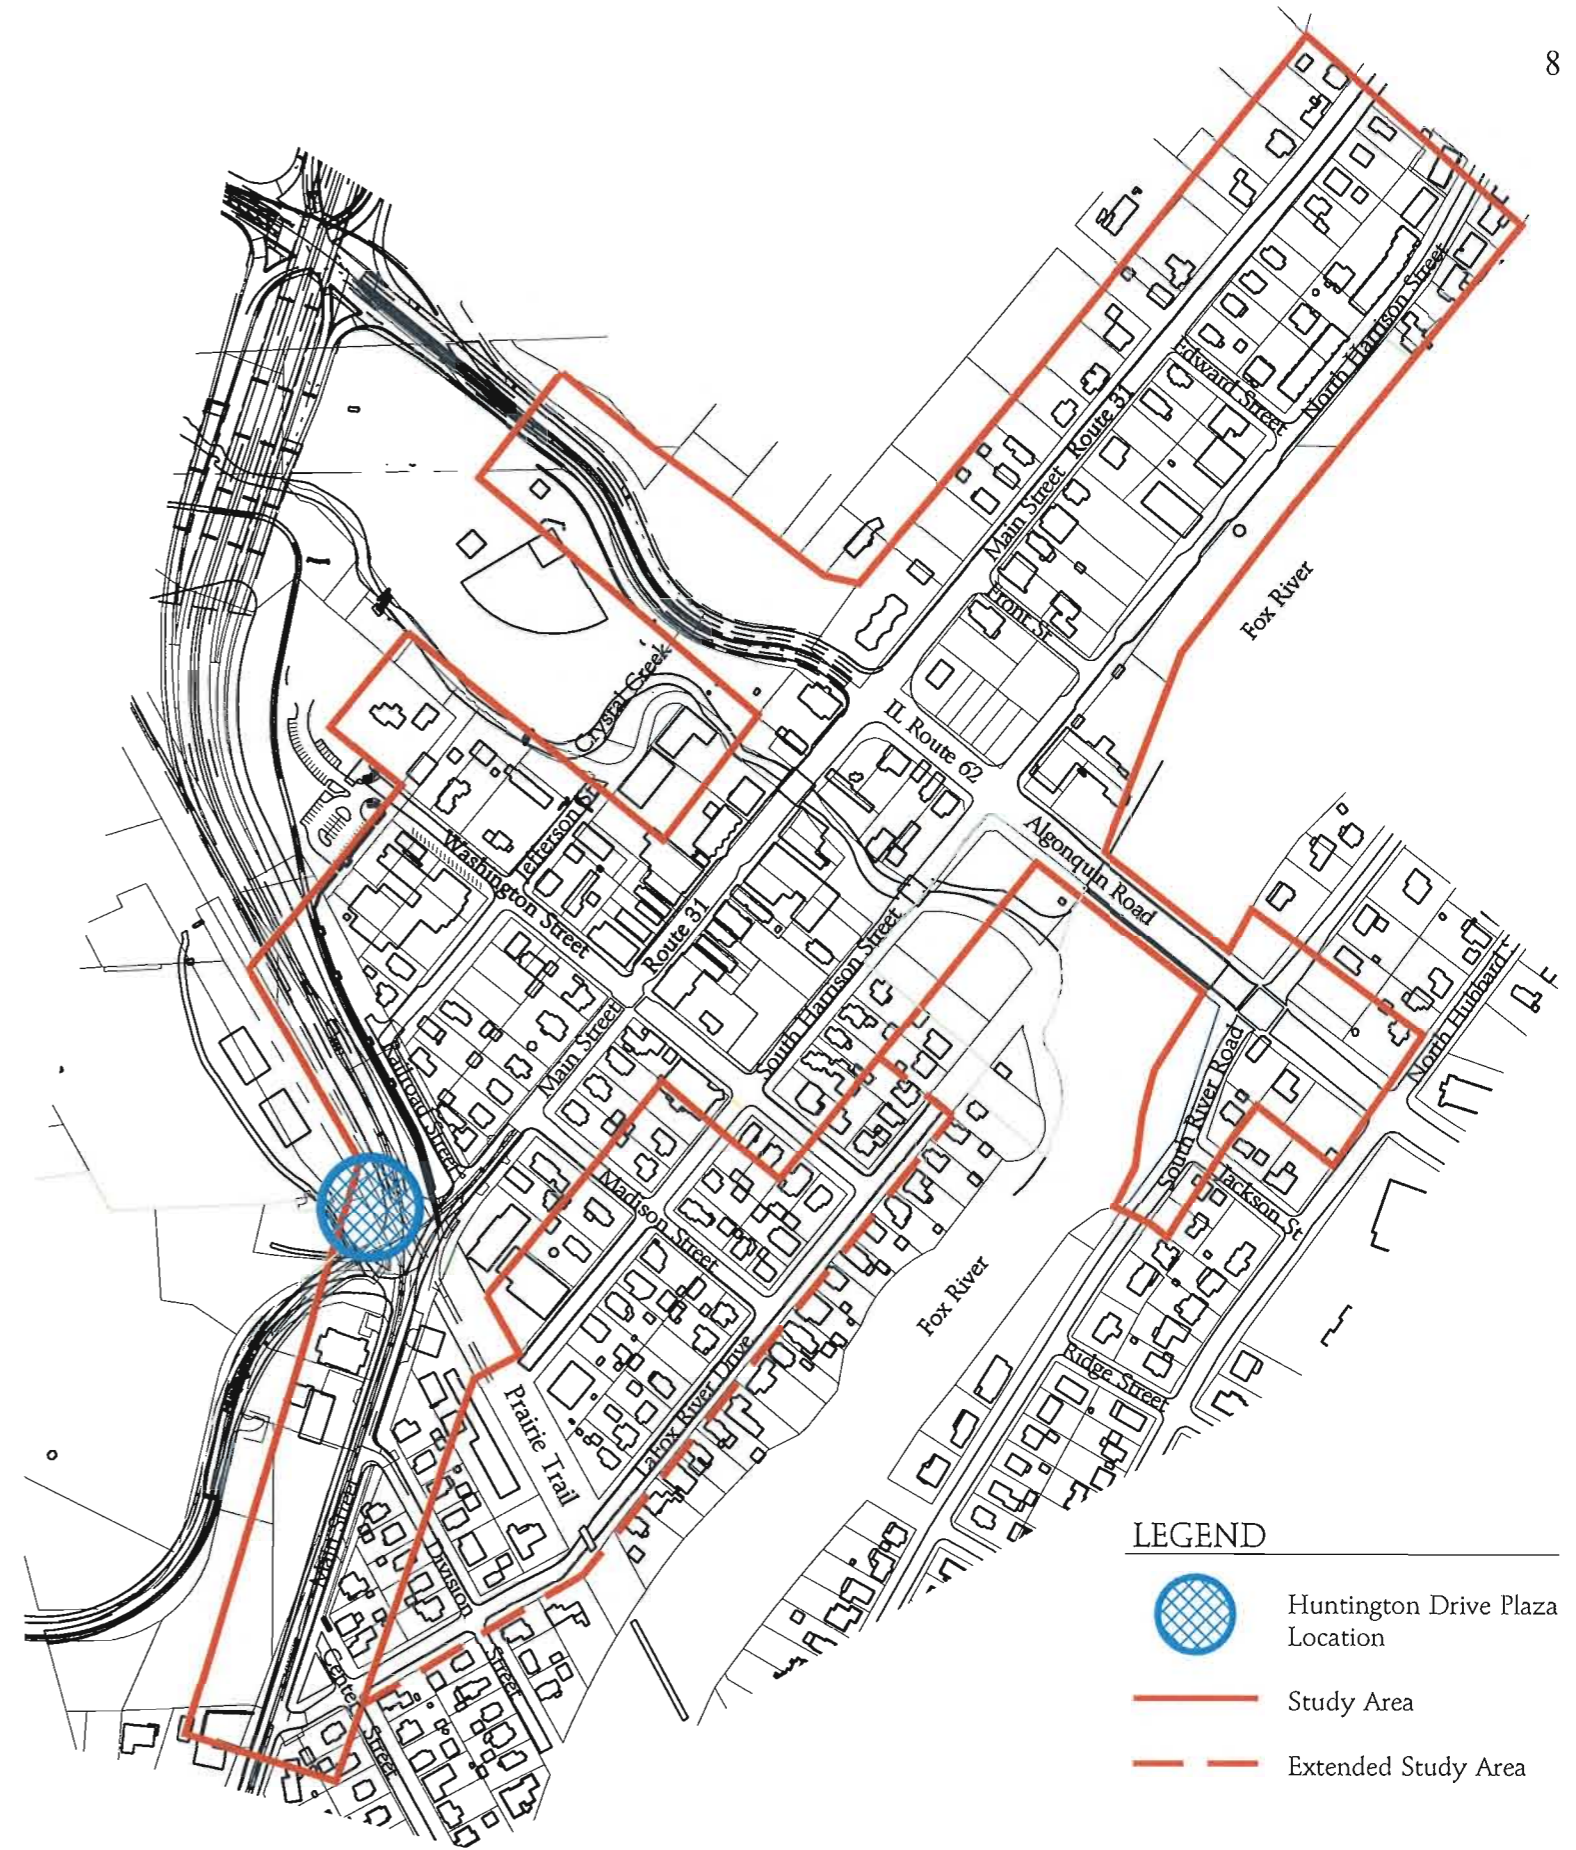 8
North Harrison Street
Edward Street
Main Street Route 31
Fox River
Front St
Crystal Creek
IL Route 62
Jefferson St
Algonquin Road
Washington Street
Route 31
South Harrison Street
North Hubbard
Main Street
Railroad Street
South River Road
Madison Street
Jackson St
Fox River
Ridge Street
LaFox River Drive
Prairie Trail
Main Street
Division
Street
Center
Street
LEGEND
Huntington Drive Plaza
Location
Study Area
Extended Study Area